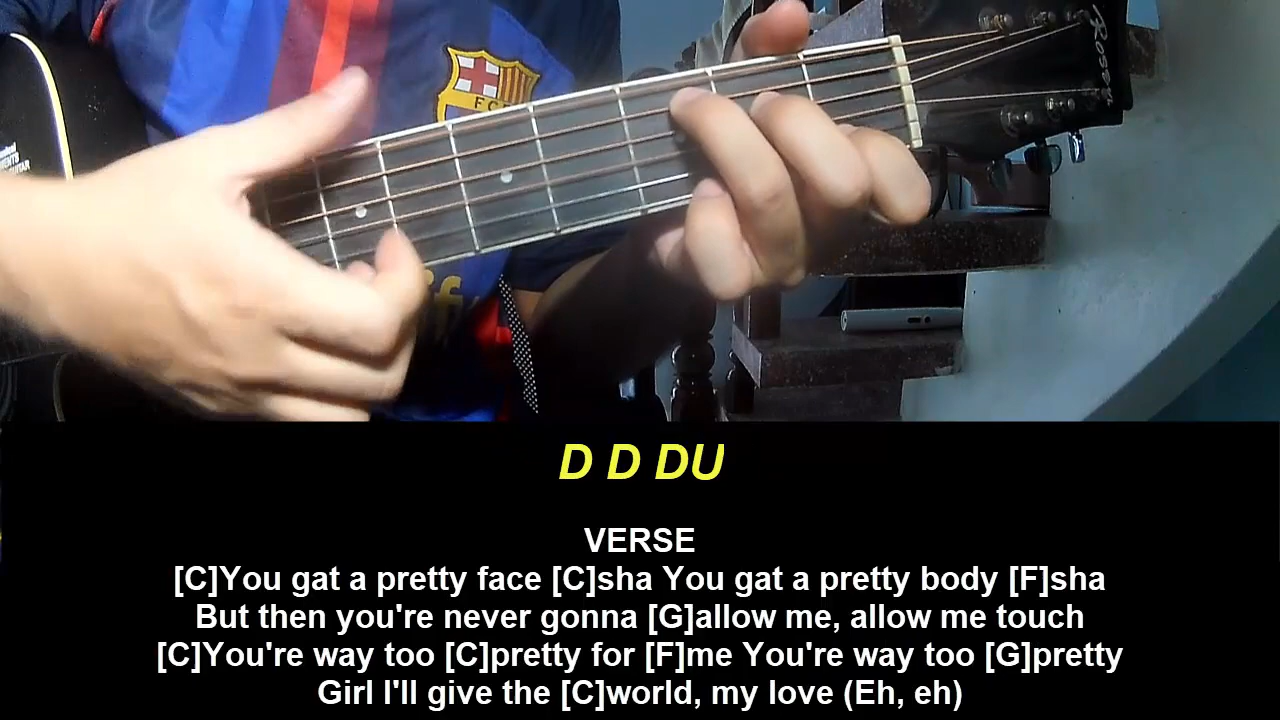 FC
Rosen
D D DU
VERSE
[C]You gat a pretty face [C]sha You gat a pretty body [F]sha
But then you're never gonna [G]allow me, allow me touch
[C]You're way too [C]pretty for [F]me You're way too [G]pretty
Girl I'll give the [C]world, my love (Eh, eh)